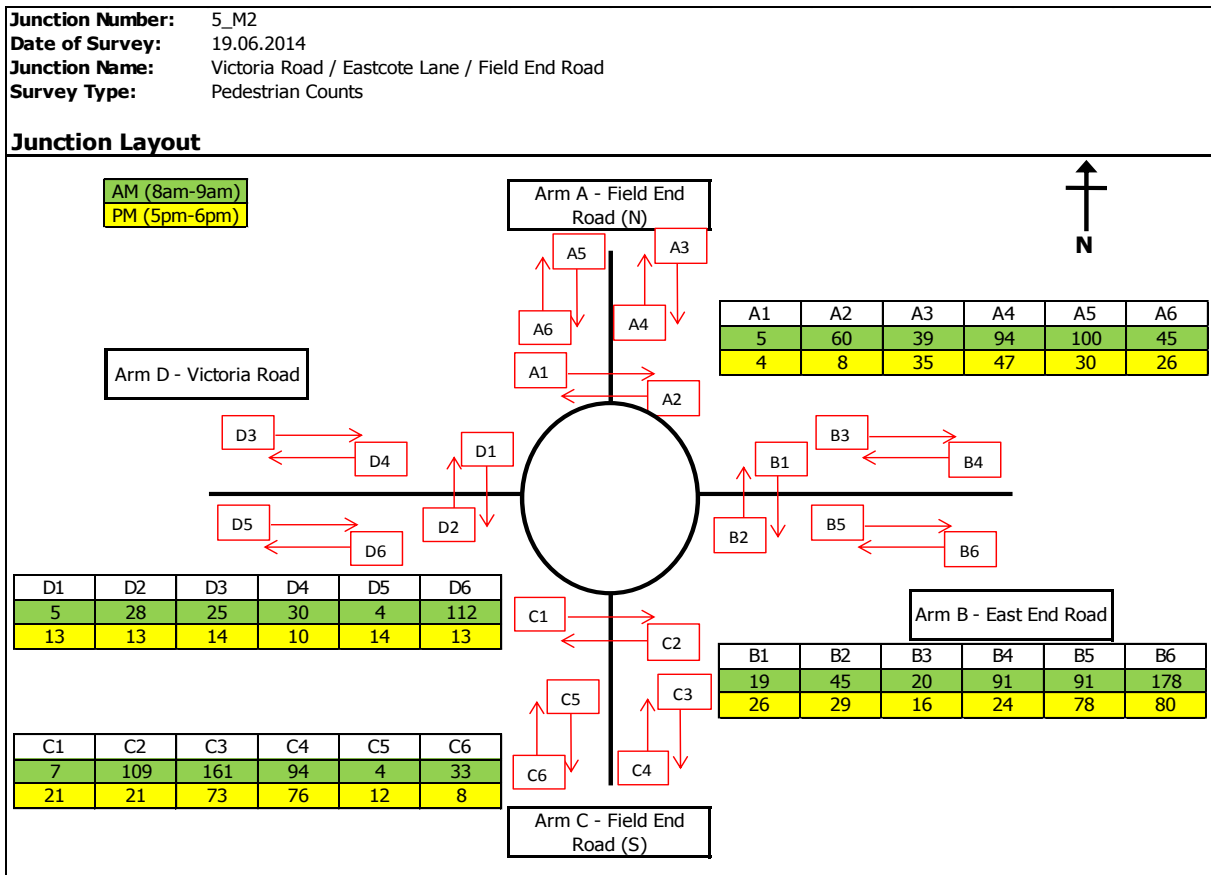 Junction Number: 5_M2
Date of Survey: 19.06.2014
Junction Name: Victoria Road / Eastcote Lane / Field End Road
Survey Type: Pedestrian Counts
Junction Layout
AM (8am-9am)
PM (5pm-6pm)
Arm A - Field End
Road (N)
N
A5
A3
A6
A4
A1
A2
A1 A2 A3 A4 A5 A6
5 60 39 94 100 45
4 8 35 47 30 26
Arm D - Victoria Road
D3
D4
D1
D5
D6
D2
B1
B3
B4
B2
B5
B6
D1 D2 D3 D4 D5 D6
5 28 25 30 4 112
13 13 14 10 14 13
C1
C2
Arm B - East End Road
B1 B2 B3 B4 B5 B6
19 45 20 91 91 178
26 29 16 24 78 80
C5
C3
C6
C4
C1 C2 C3 C4 C5 C6
7 109 161 94 4 33
21 21 73 76 12 8
Arm C - Field End
Road (S)